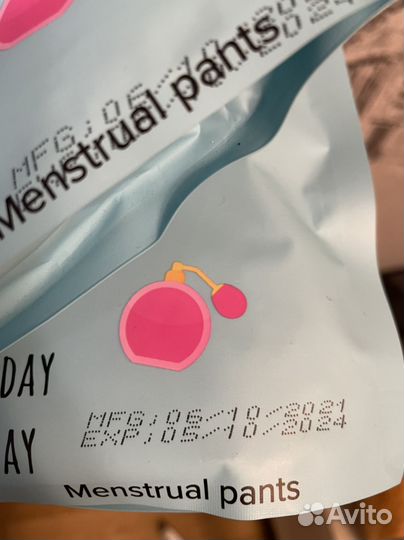 Menstrual pants
DAY
AY
MFG:06/10/2021
EXP:05/10/2024
Menstrual pants
Avito